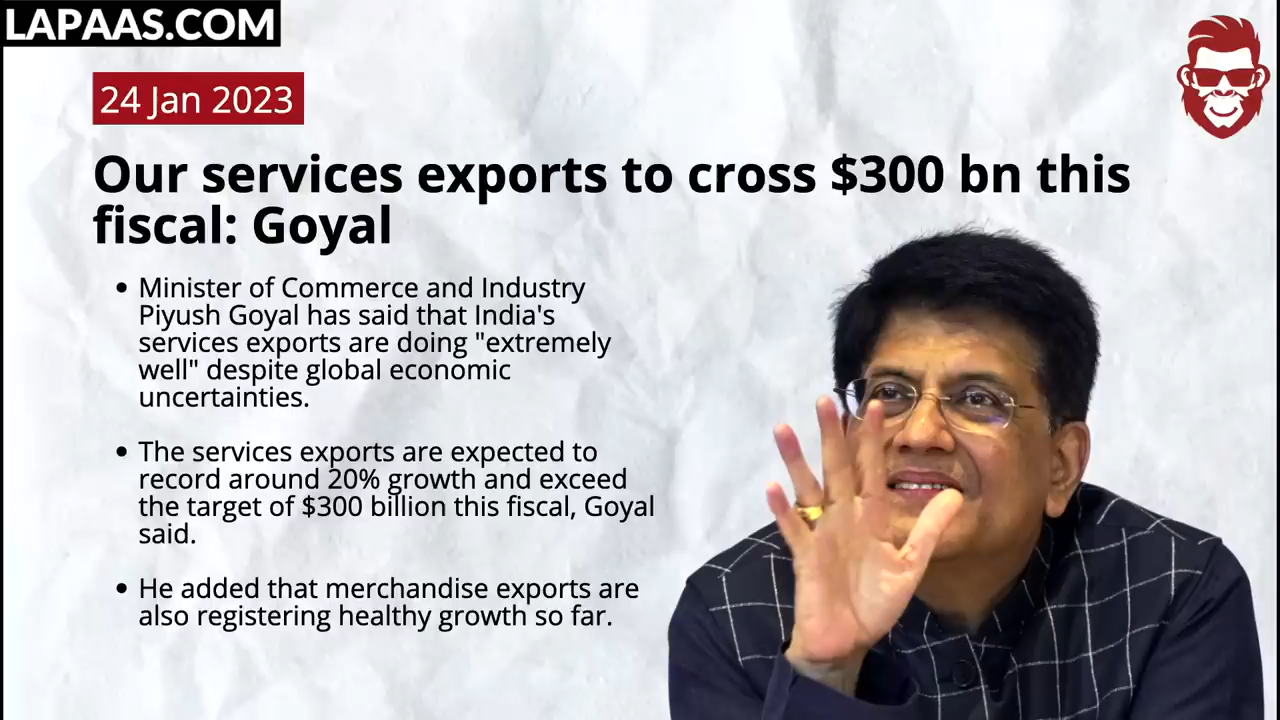 LAPAAS.COM
24 Jan 2023
Our services exports to cross $300 bn this
fiscal: Goyal
• Minister of Commerce and Industry
Piyush Goyal has said that India's
services exports are doing "extremely
well" despite global economic
uncertainties.
• The services exports are expected to
record around 20% growth and exceed
the target of $300 billion this fiscal, Goyal
said.
• He added that merchandise exports are
also registering healthy growth so far.